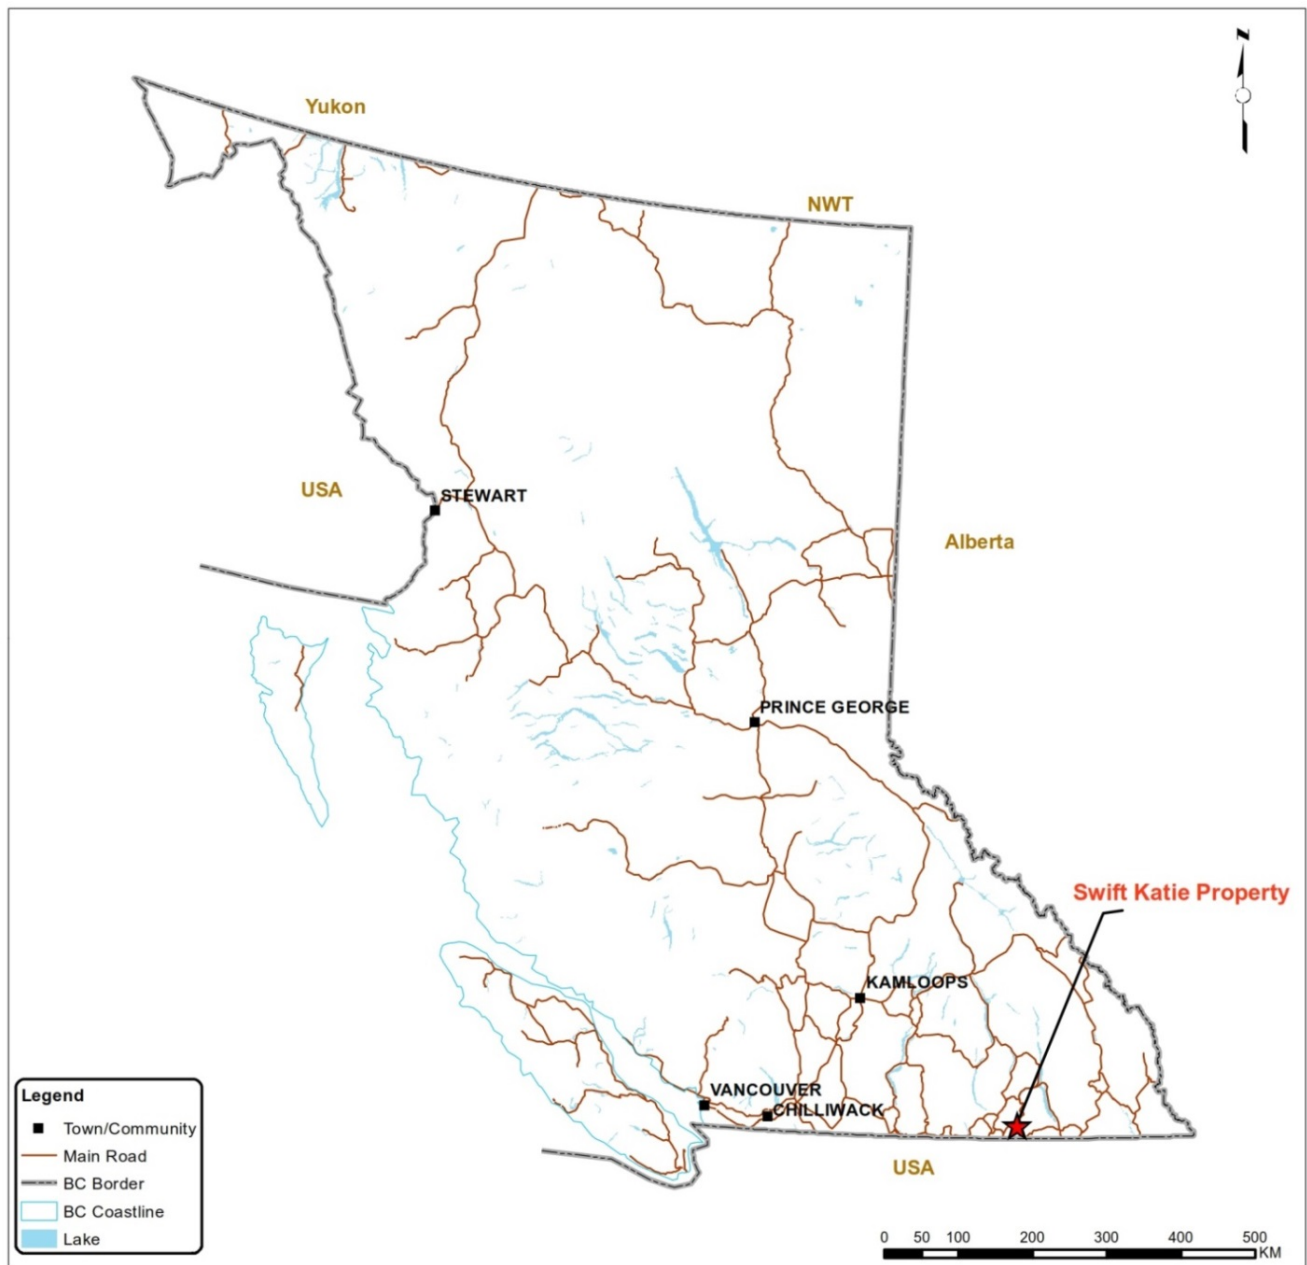 N
Yukon
NWT
USA
STEWART
Alberta
PRINCE GEORGE
Swift Katie Property
KAMLOOPS
VANCOUVER
CHILLIWACK
USA
Legend
Town/Community
Main Road
BC Border
BC Coastline
Lake
0 50 100 200 300 400 500
KM